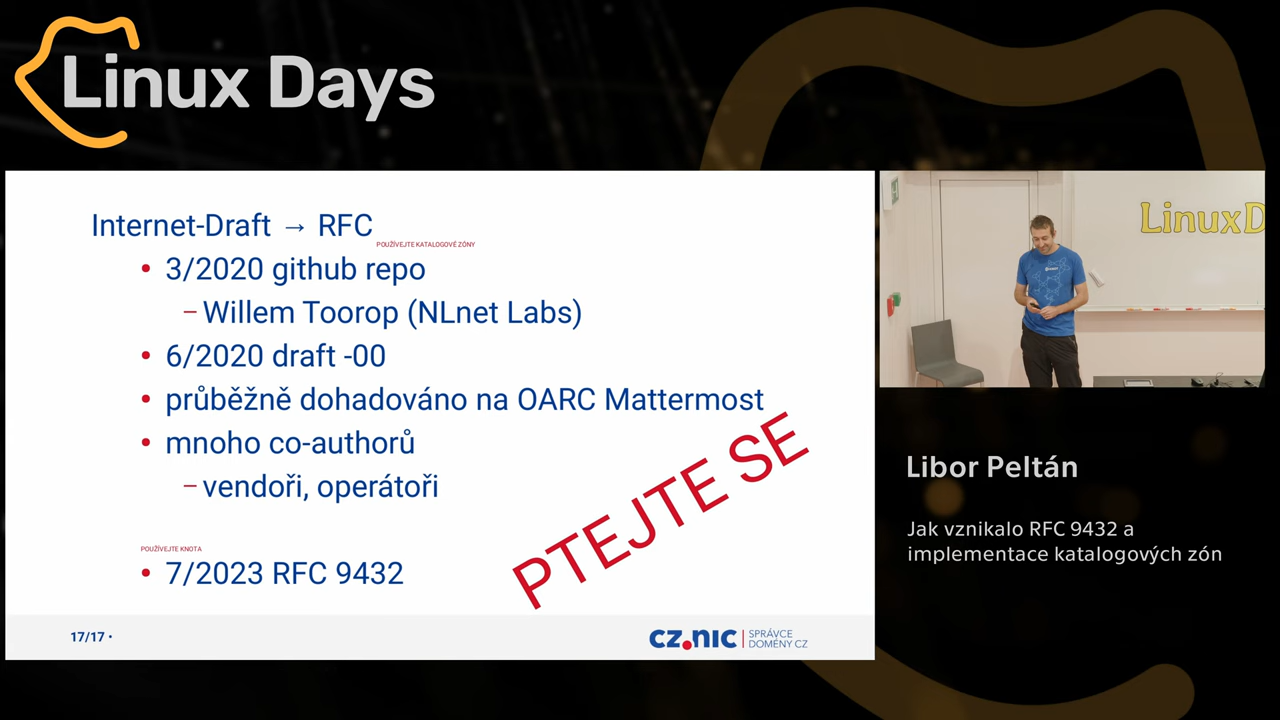 Linux Days
Internet-Draft → RFC
POUŽÍVEJTE KATALOGOVÉ ZÓNY
• 3/2020 github repo
– Willem Toorop (NLnet Labs)
• 6/2020 draft -00
• průběžně dohadováno na OARC Mattermost
• mnoho co-authorů
– vendoři, operátoři
PTEJTE SE
POUŽÍVEJTE KNOTA
• 7/2023 RFC 9432
17/17 •
CZ.NIC | SPRÁVCE
DOMÉNY CZ
LinuxD
Libor Peltán
Jak vznikalo RFC 9432 a
implementace katalogových zón